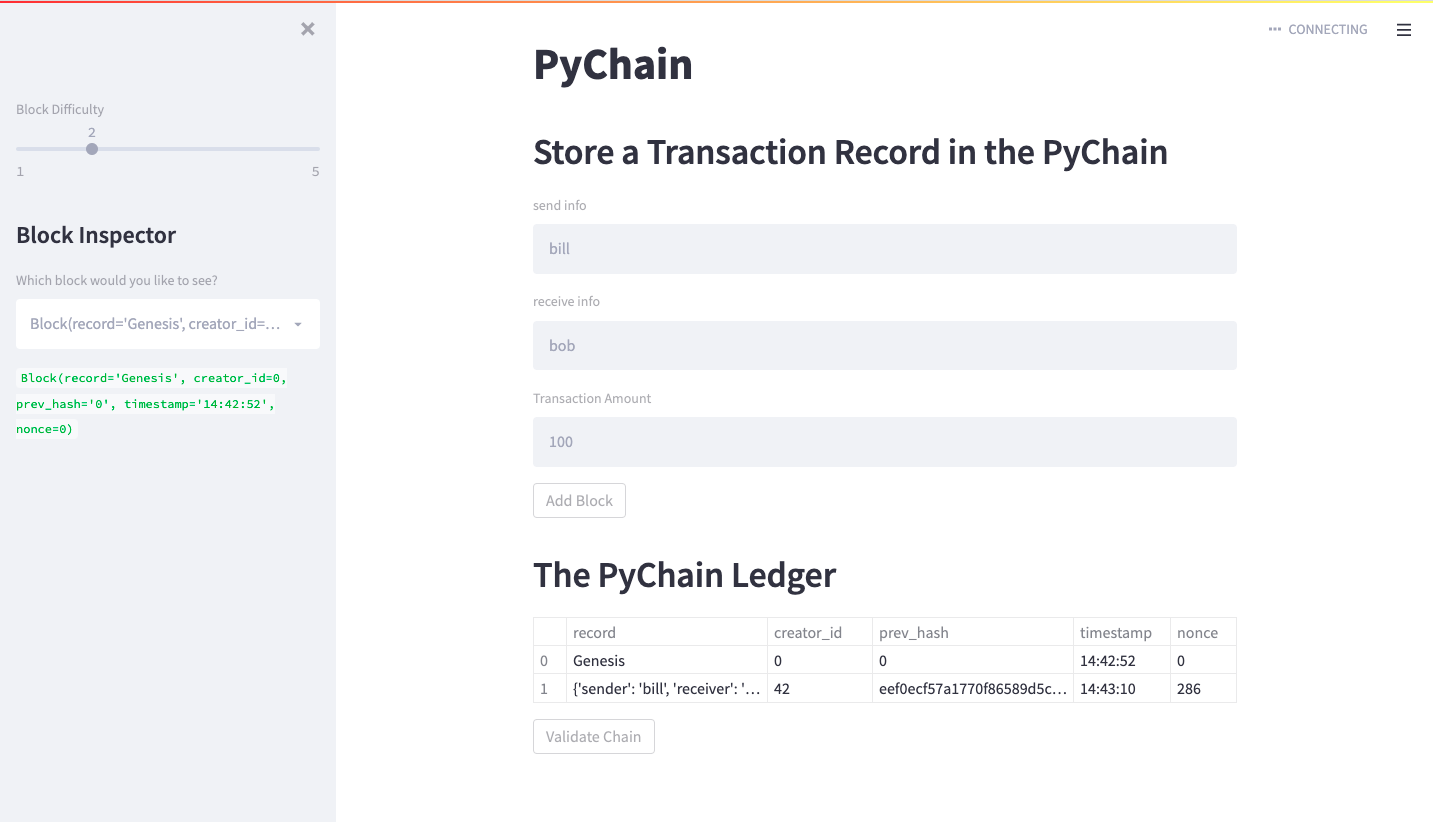 CONNECTING
Block Difficulty
2
1 5
Block Inspector
Which block would you like to see?
Block(record='Genesis', creator_id=...
Block(record='Genesis', creator_id=0,
prev_hash='0', timestamp='14:42:52',
nonce=0)
PyChain
Store a Transaction Record in the PyChain
send info
bill
receive info
bob
Transaction Amount
100
Add Block
The PyChain Ledger
record creator_id prev_hash timestamp nonce
0 Genesis 0 0 14:42:52 0
1 {'sender': 'bill', 'receiver': '... 42 eef0ecf57a1770f86589d5c... 14:43:10 286
Validate Chain